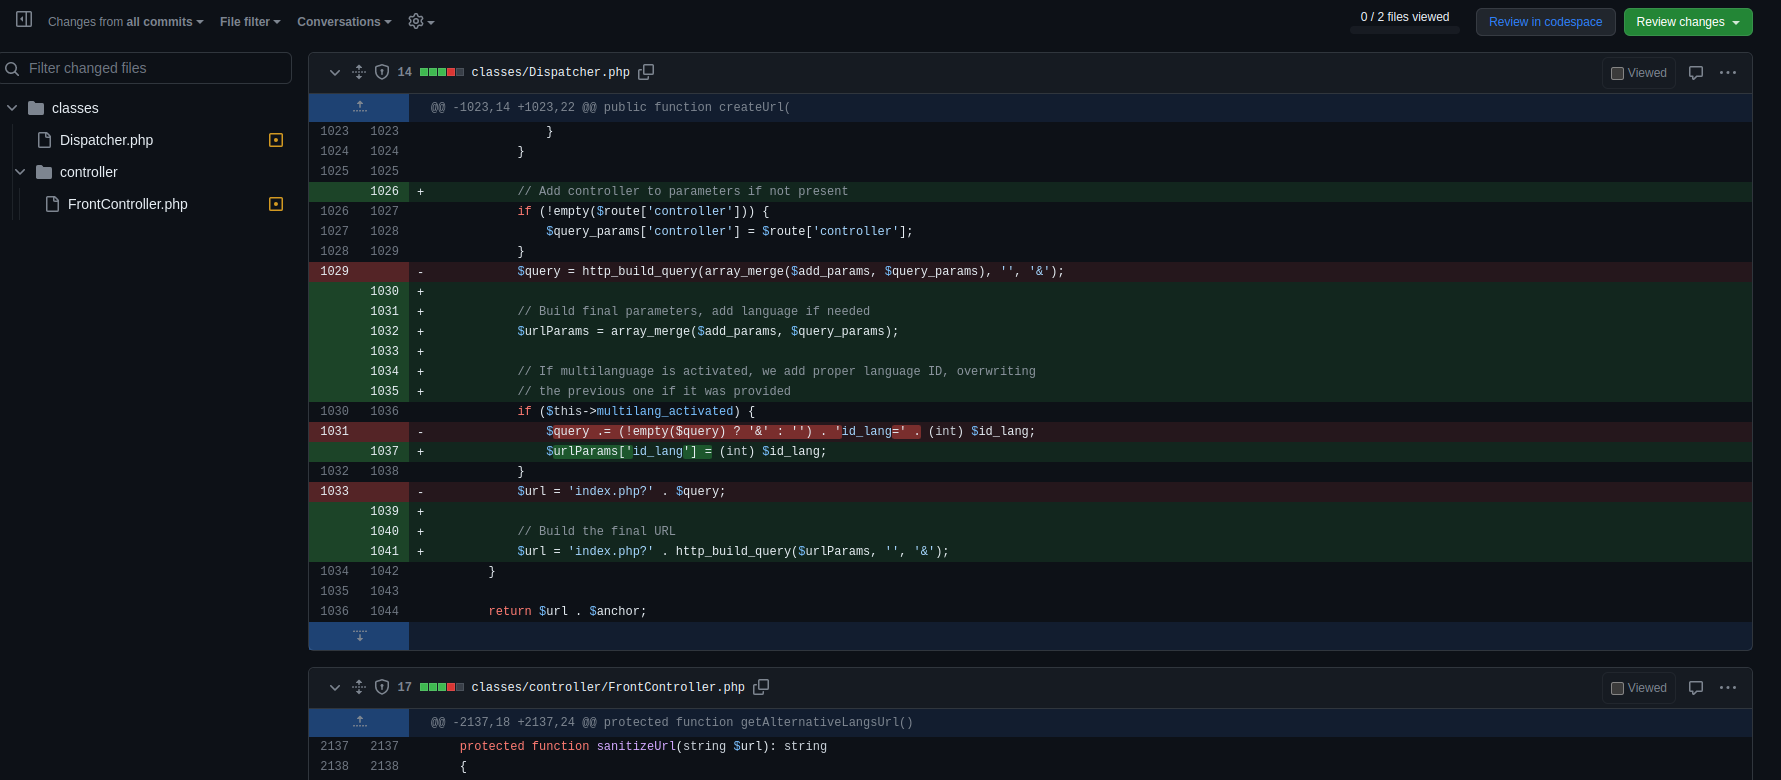 Changes from all commits File filter Conversations
0 / 2 files viewed
Review in codespace
Review changes
Filter changed files
classes
Dispatcher.php
controller
FrontController.php
14 classes/Dispatcher.php
Viewed
@@ -1023,14 +1023,22 @@ public function createUrl(
1023 1023 }
1024 1024 }
1025 1025
1026 + // Add controller to parameters if not present
1026 1027 if (!empty($route['controller'])) {
1027 1028 $query_params['controller'] = $route['controller'];
1028 1029 }
1029 - $query = http_build_query(array_merge($add_params, $query_params), '', '&');
1030 +
1031 + // Build final parameters, add language if needed
1032 + $urlParams = array_merge($add_params, $query_params);
1033 +
1034 + // If multilanguage is activated, we add proper language ID, overwriting
1035 + // the previous one if it was provided
1030 1036 if ($this->multilang_activated) {
1031 - $query .= (!empty($query) ? '&' : '') . 'id_lang=' . (int) $id_lang;
1037 + $urlParams['id_lang'] = (int) $id_lang;
1032 1038 }
1033 - $url = 'index.php?' . $query;
1039 +
1040 + // Build the final URL
1041 + $url = 'index.php?' . http_build_query($urlParams, '', '&');
1034 1042 }
1035 1043
1036 1044 return $url . $anchor;
17 classes/controller/FrontController.php
Viewed
@@ -2137,18 +2137,24 @@ protected function getAlternativeLangsUrl()
2137 2137 protected function sanitizeUrl(string $url): string
2138 2138 {